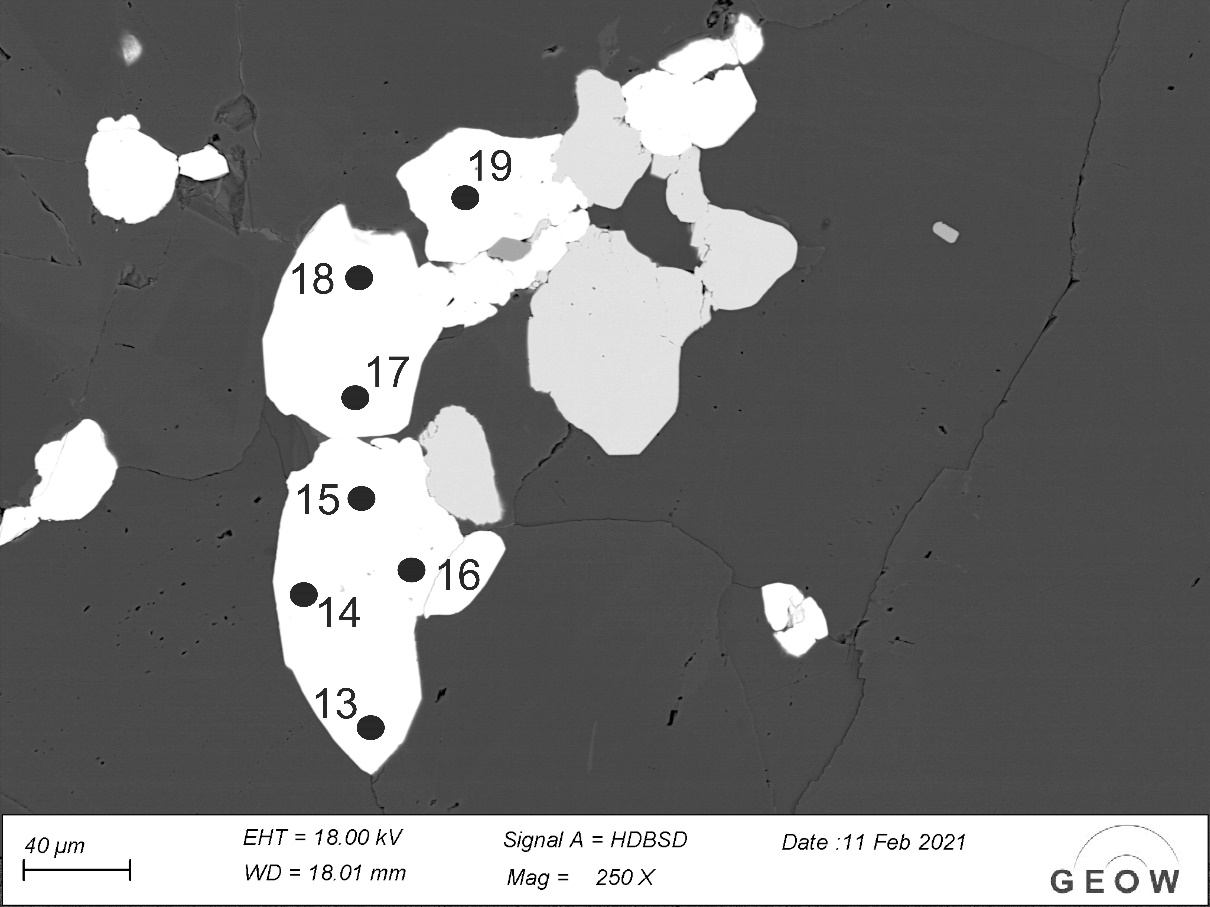 19
18
17
15
16
14
13
40 µm
EHT = 18.00 kV
WD = 18.01 mm
Signal A = HDBSD
Mag = 250 X
Date :11 Feb 2021
GEOW